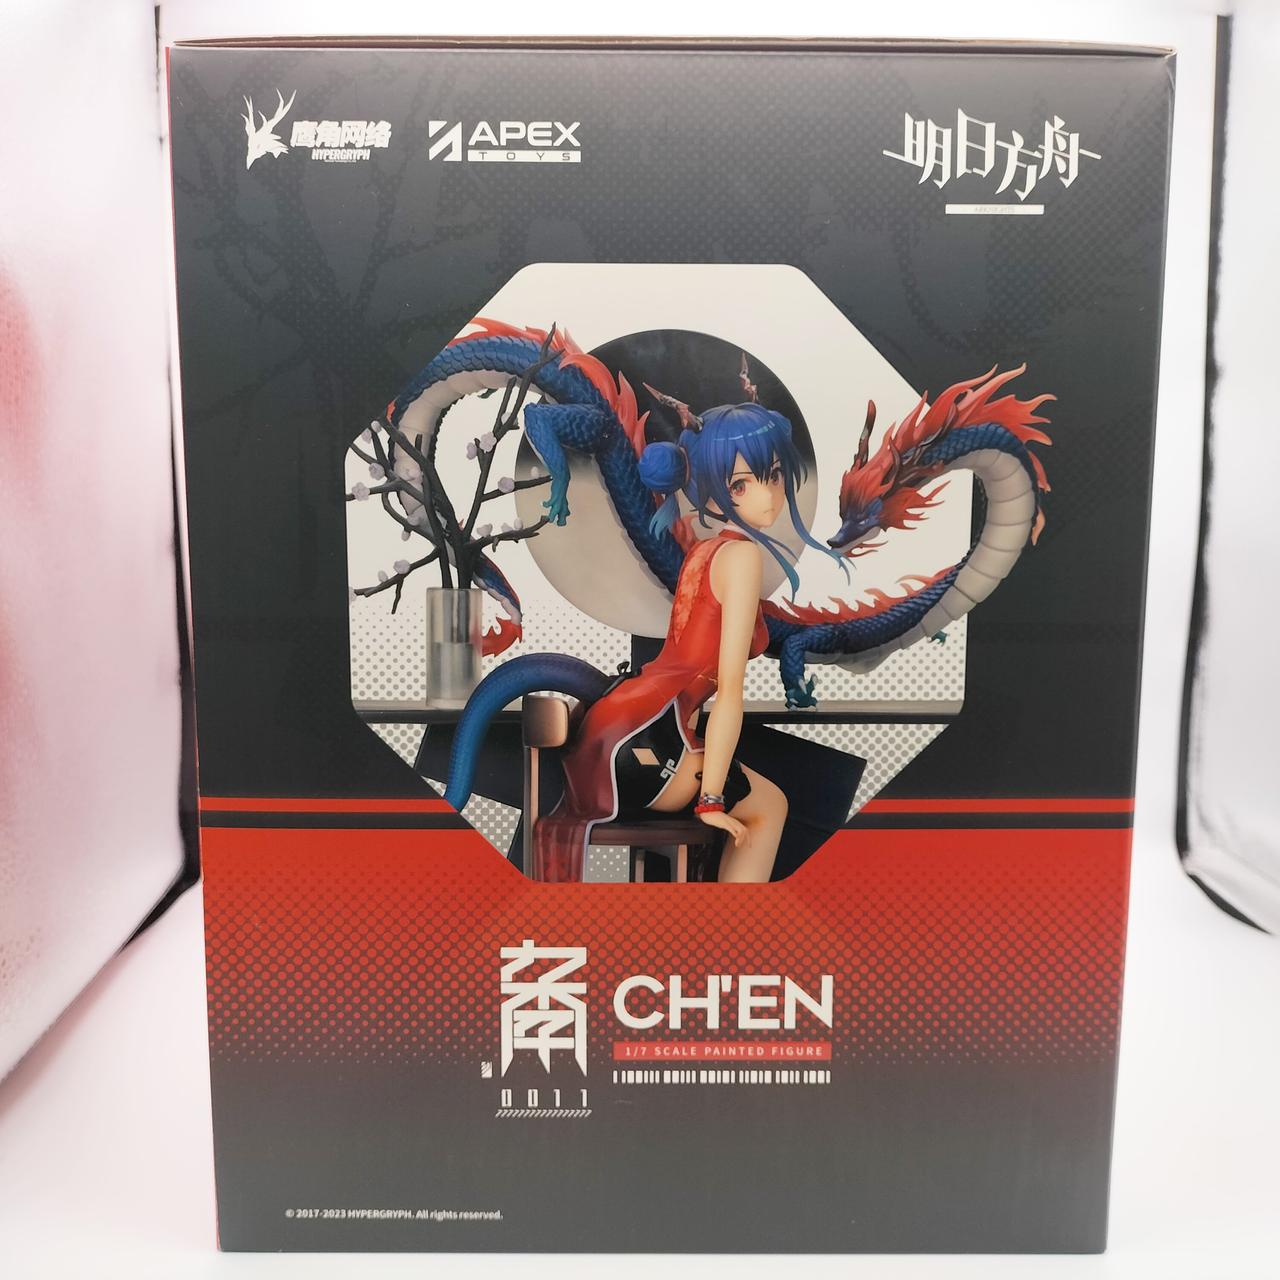 鹰角网络
HYPERGRYPH
APEX
TOYS
明日方舟
ARKNIGHTS
CH'EN
1/7 SCALE PAINTED FIGURE
0011
© 2017-2023 HYPERGRYPH. All rights reserved.